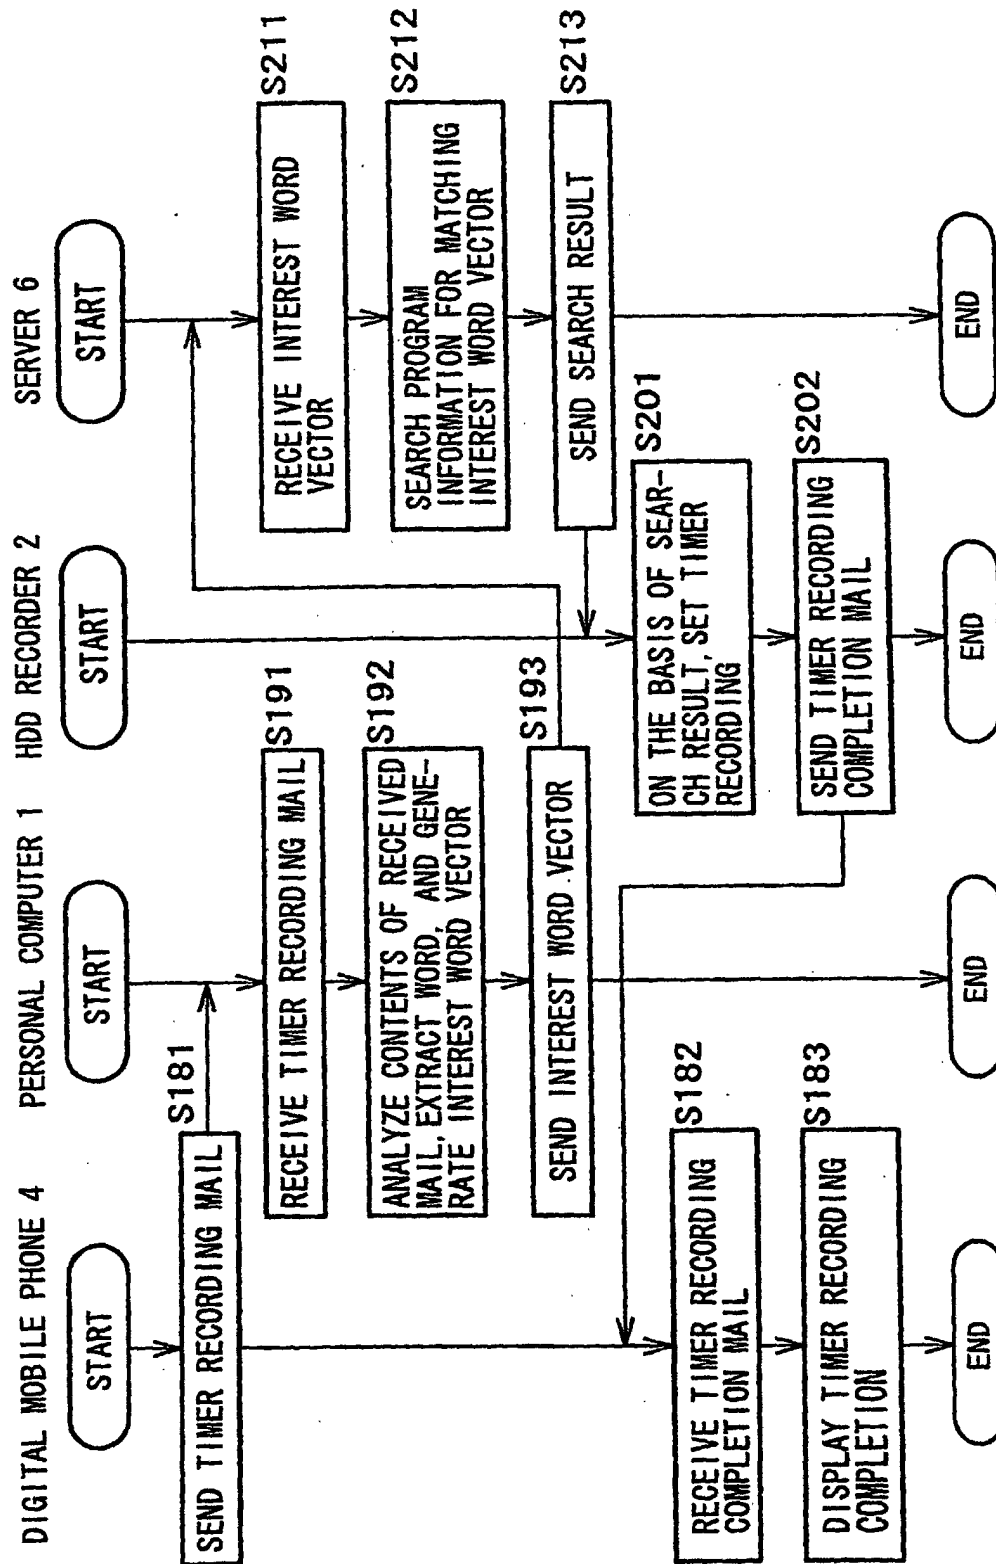 DIGITAL MOBILE PHONE 4
START
SEND TIMER RECORDING MAIL
S181
RECEIVE TIMER RECORDING
COMPLETION MAIL
S182
DISPLAY TIMER RECORDING
COMPLETION
S183
END
PERSONAL COMPUTER 1
START
RECEIVE TIMER RECORDING MAIL
S191
ANALYZE CONTENTS OF RECEIVED
MAIL, EXTRACT WORD, AND GENE-
RATE INTEREST WORD VECTOR
S192
SEND INTEREST WORD VECTOR
S193
END
HDD RECORDER 2
START
ON THE BASIS OF SEAR-
CH RESULT, SET TIMER
RECORDING
S201
SEND TIMER RECORDING
COMPLETION MAIL
S202
END
SERVER 6
START
RECEIVE INTEREST WORD
VECTOR
S211
SEARCH PROGRAM
INFORMATION FOR MATCHING
INTEREST WORD VECTOR
S212
SEND SEARCH RESULT
S213
END